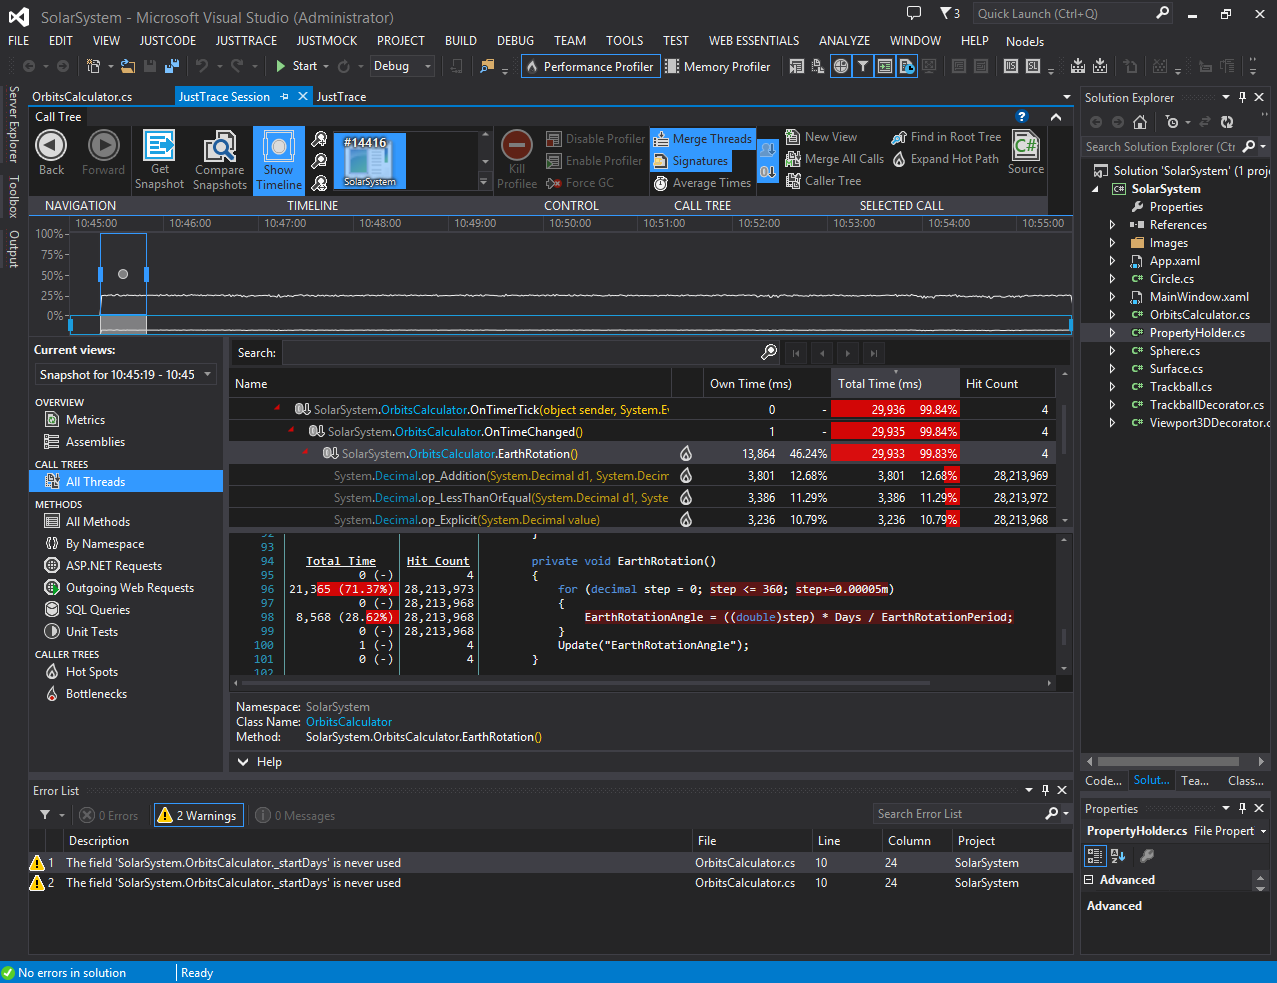 SolarSystem - Microsoft Visual Studio (Administrator)
3
Quick Launch (Ctrl+Q)
FILE EDIT VIEW JUSTCODE JUSTTRACE JUSTMOCK PROJECT BUILD DEBUG TEAM TOOLS TEST WEB ESSENTIALS ANALYZE WINDOW HELP NodeJs
Start Debug Performance Profiler Memory Profiler
Server Explorer
Toolbox
Output
OrbitsCalculator.cs JustTrace Session JustTrace
Call Tree
Back
Forward
Get Snapshot
Compare Snapshots
Show Timeline
#14416
SolarSystem
Kill Profilee
Disable Profiler
Enable Profiler
Force GC
Merge Threads
Signatures
Average Times
New View
Merge All Calls
Caller Tree
Find in Root Tree
Expand Hot Path
Source
NAVIGATION TIMELINE CONTROL CALL TREE SELECTED CALL
10:45:00 10:46:00 10:47:00 10:48:00 10:49:00 10:50:00 10:51:00 10:52:00 10:53:00 10:54:00 10:55:00
100%
75%
50%
25%
0%
Current views:
Snapshot for 10:45:19 - 10:45
OVERVIEW
Metrics
Assemblies
CALL TREES
All Threads
METHODS
All Methods
By Namespace
ASP.NET Requests
Outgoing Web Requests
SQL Queries
Unit Tests
CALLER TREES
Hot Spots
Bottlenecks
Search:
Name Own Time (ms) Total Time (ms) Hit Count
SolarSystem.OrbitsCalculator.OnTimerTick(object sender, System.Ev 0 - 29,936 99.84% 4
SolarSystem.OrbitsCalculator.OnTimeChanged() 1 - 29,935 99.84% 4
SolarSystem.OrbitsCalculator.EarthRotation() 13,864 46.24% 29,933 99.83% 4
System.Decimal.op_Addition(System.Decimal d1, System.Decim 3,801 12.68% 3,801 12.68% 28,213,969
System.Decimal.op_LessThanOrEqual(System.Decimal d1, Syste 3,386 11.29% 3,386 11.29% 28,213,972
System.Decimal.op_Explicit(System.Decimal value) 3,236 10.79% 3,236 10.79% 28,213,968
92 }
93
94 Total Time Hit Count private void EarthRotation()
95 0 (-) 4 {
96 21,365 (71.37%) 28,213,973 for (decimal step = 0; step <= 360; step+=0.00005m)
97 0 (-) 28,213,968 {
98 8,568 (28.62%) 28,213,968 EarthRotationAngle = ((double)step) * Days / EarthRotationPeriod;
99 0 (-) 28,213,968 }
100 1 (-) 4 Update("EarthRotationAngle");
101 0 (-) 4 }
102
Namespace: SolarSystem
Class Name: OrbitsCalculator
Method: SolarSystem.OrbitsCalculator.EarthRotation()
Help
Error List
0 Errors 2 Warnings 0 Messages Search Error List
Description File Line Column Project
1 The field 'SolarSystem.OrbitsCalculator._startDays' is never used OrbitsCalculator.cs 10 24 SolarSystem
2 The field 'SolarSystem.OrbitsCalculator._startDays' is never used OrbitsCalculator.cs 10 24 SolarSystem
Solution Explorer
Search Solution Explorer (Ctr
Solution 'SolarSystem' (1 proje
SolarSystem
Properties
References
Images
App.xaml
Circle.cs
MainWindow.xaml
OrbitsCalculator.cs
PropertyHolder.cs
Sphere.cs
Surface.cs
Trackball.cs
TrackballDecorator.cs
Viewport3DDecorator.c
Code... Solut... Tea... Class...
Properties
PropertyHolder.cs File Propert
Advanced
Advanced
No errors in solution Ready